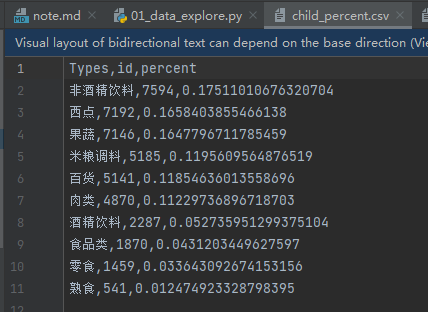 note.md 01_data_explore.py child_percent.csv
Visual layout of bidirectional text can depend on the base direction (Vie
1 Types,id,percent
2 非酒精饮料,7594,0.17511010676320704
3 西点,7192,0.1658403855466138
4 果蔬,7146,0.1647796711785459
5 米粮调料,5185,0.1195609564876519
6 百货,5141,0.11854636013558696
7 肉类,4870,0.11229736896718703
8 酒精饮料,2287,0.052735951299375104
9 食品类,1870,0.0431203449627597
10 零食,1459,0.033643092674153156
11 熟食,541,0.012474923328798395
12